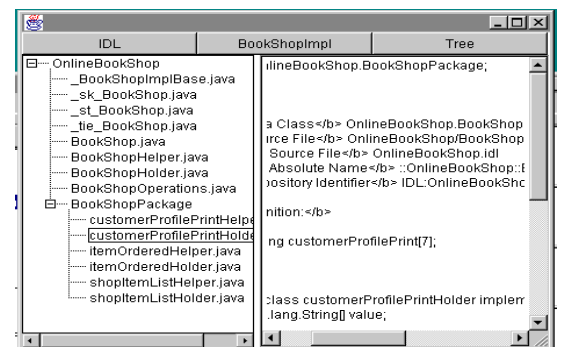 IDL BookShopImpl Tree
OnlineBookShop
_BookShopImplBase.java
_sk_BookShop.java
_st_BookShop.java
_tie_BookShop.java
BookShop.java
BookShopHelper.java
BookShopHolder.java
BookShopOperations.java
BookShopPackage
customerProfilePrintHelpe
customerProfilePrintHolde
itemOrderedHelper.java
itemOrderedHolder.java
shopItemListHelper.java
shopItemListHolder.java
lineBookShop.BookShopPackage;
a Class</b> OnlineBookShop.BookShop
rce File</b> OnlineBookShop/BookShop
Source File</b> OnlineBookShop.idl
Absolute Name</b> ::OnlineBookShop::
ository Identifier</b> IDL:OnlineBookSho
nition:</b>
ng customerProfilePrint[7];
class customerProfilePrintHolder implem
.lang.String[] value;